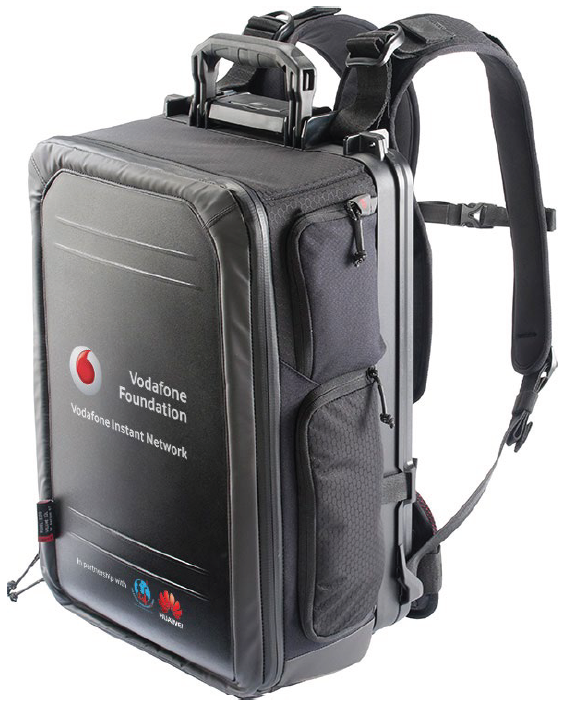 Vodafone
Foundation
Vodafone Instant Network
In partnership with
HUAWEI